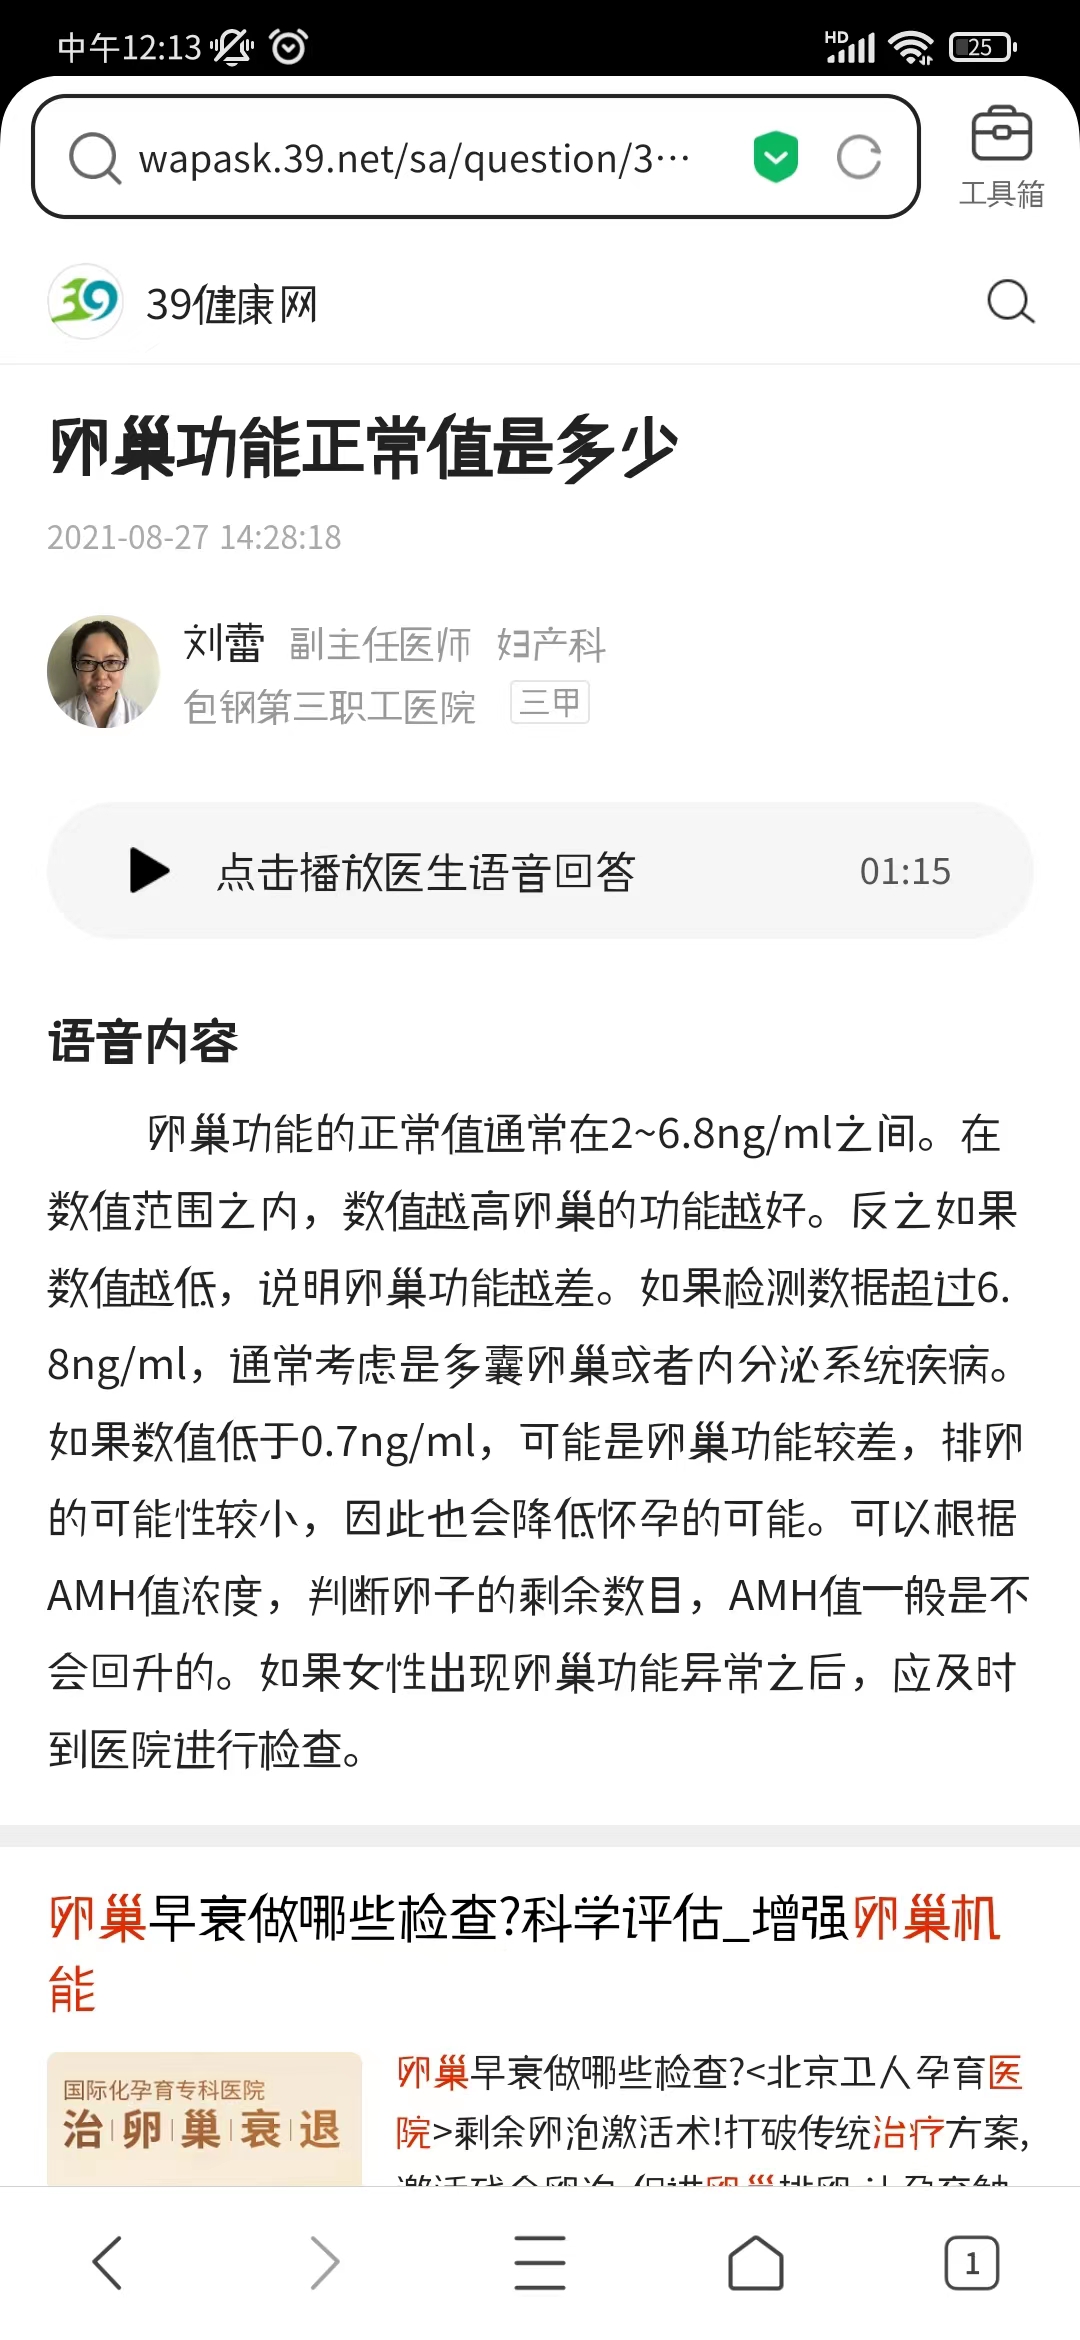 中午12:13
HD
25
wapask.39.net/sa/question/3…
工具箱
39健康网
卵巢功能正常值是多少
2021-08-27 14:28:18
刘蕾 副主任医师 妇产科
包钢第三职工医院 三甲
点击播放医生语音回答 01:15
语音内容
卵巢功能的正常值通常在2~6.8ng/ml之间。在
数值范围之内，数值越高卵巢的功能越好。反之如果
数值越低，说明卵巢功能越差。如果检测数据超过6.
8ng/ml，通常考虑是多囊卵巢或者内分泌系统疾病。
如果数值低于0.7ng/ml，可能是卵巢功能较差，排卵
的可能性较小，因此也会降低怀孕的可能。可以根据
AMH值浓度，判断卵子的剩余数目，AMH值一般是不
会回升的。如果女性出现卵巢功能异常之后，应及时
到医院进行检查。
卵巢早衰做哪些检查?科学评估_增强卵巢机
能
国际化孕育专科医院
治卵巢衰退
卵巢早衰做哪些检查?<北京卫人孕育医
院>剩余卵泡激活术!打破传统治疗方案,
1